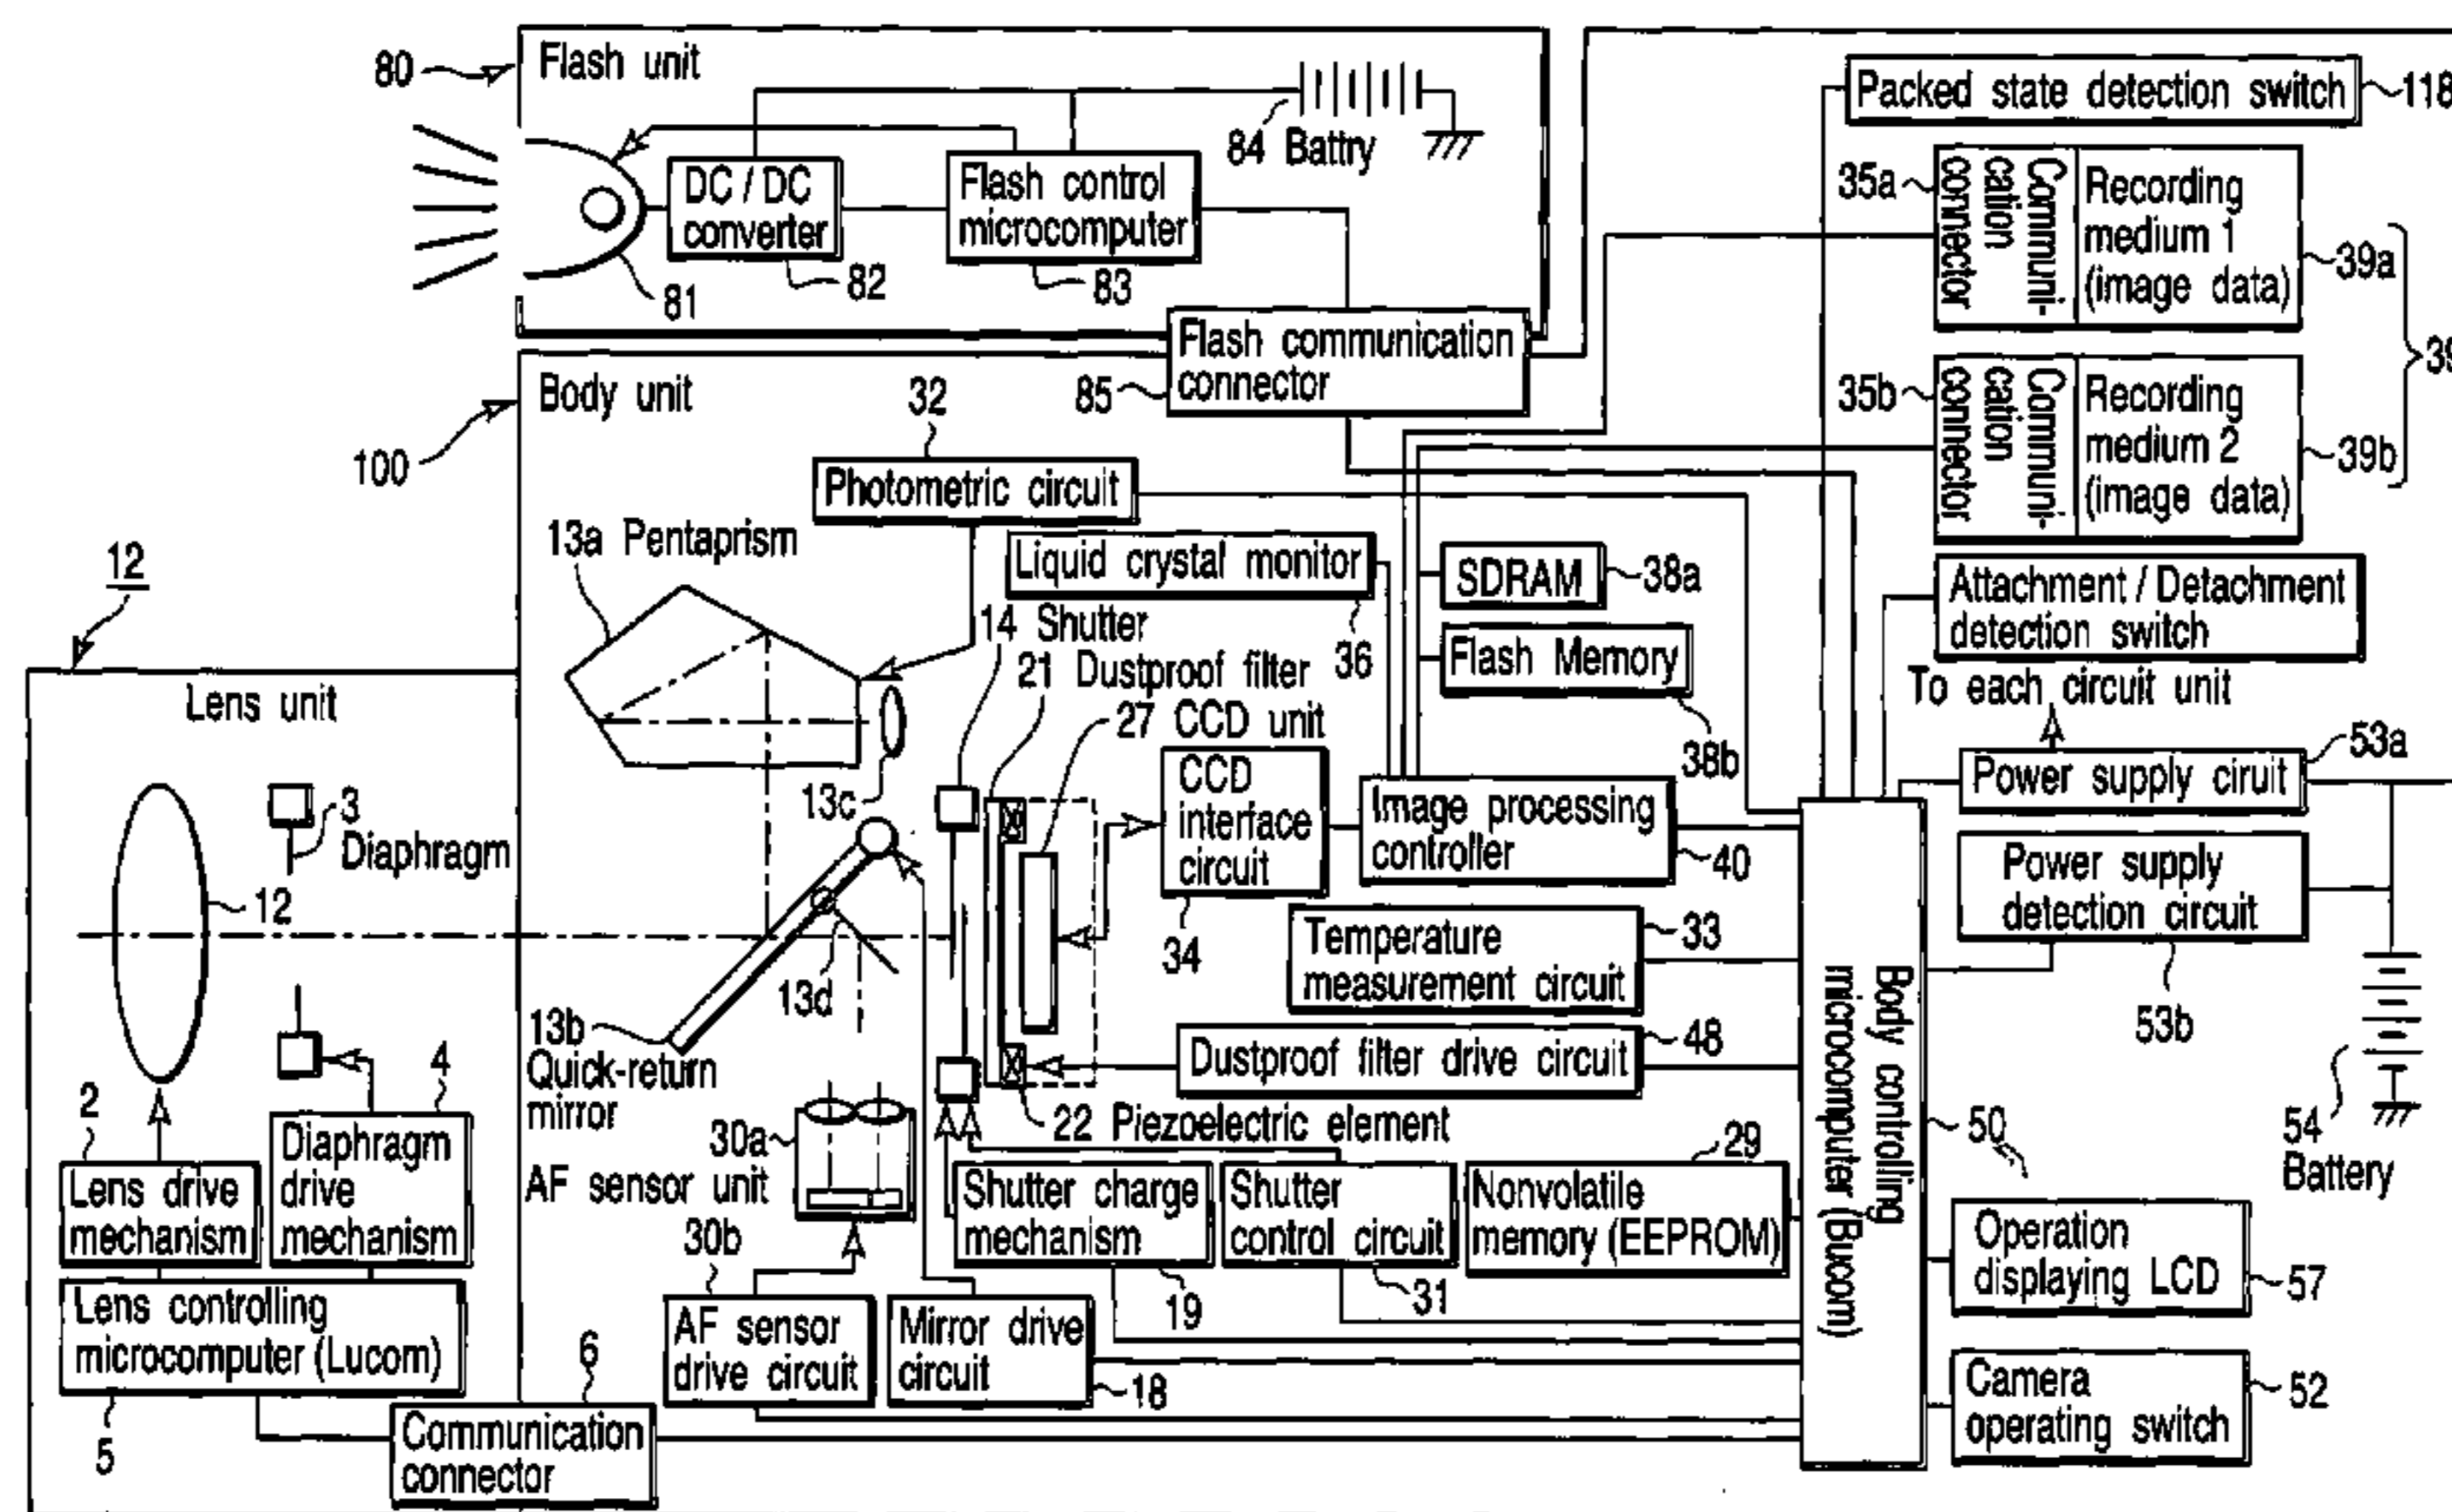 80
Flash unit
84 Battry
DC / DC
converter
82
Flash control
microcomputer
83
81
Flash communication
connector
85
Packed state detection switch
118
35a
Communi-
cation
connector
Recording
medium 1
(image data)
39a
39
35b
Communi-
cation
connector
Recording
medium 2
(image data)
39b
Attachment / Detachment
detection switch
To each circuit unit
100
Body unit
32
Photometric circuit
13a Pentaprism
Liquid crystal monitor
36
SDRAM
38a
Flash Memory
38b
14 Shutter
21 Dustproof filter
27 CCD unit
13c
CCD
interface
circuit
34
Image processing
controller
40
Power supply ciruit
53a
Power supply
detection circuit
53b
54
Battery
12
Lens unit
3
Diaphragm
12
13d
13b
Quick-return
mirror
Temperature
measurement circuit
33
Dustproof filter drive circuit
48
22 Piezoelectric element
Body controlling
microcomputer (Bucom)
50
2
Lens drive
mechanism
4
Diaphragm
drive
mechanism
30a
AF sensor unit
30b
Shutter charge
mechanism
19
Shutter
control circuit
31
29
Nonvolatile
memory (EEPROM)
Operation
displaying LCD
57
Lens controlling
microcomputer (Lucom)
5
6
Communication
connector
AF sensor
drive circuit
Mirror drive
circuit
18
Camera
operating switch
52